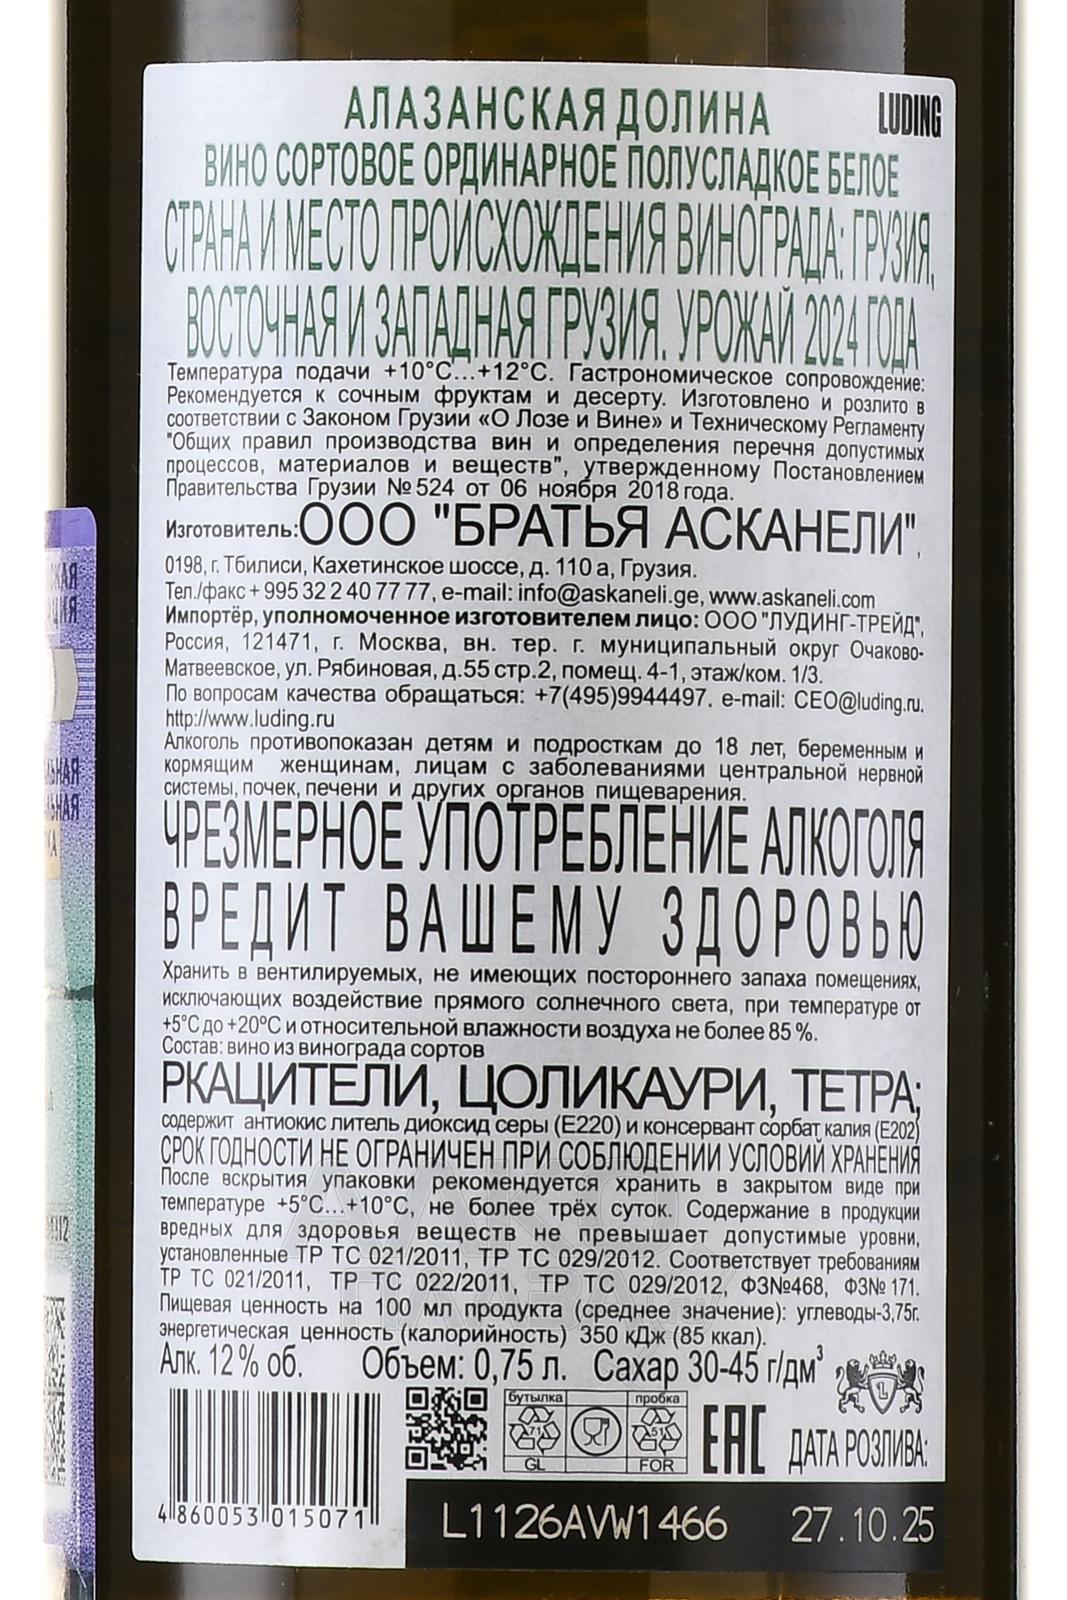 АЛАЗАНСКАЯ ДОЛИНА
LUDING
ВИНО СОРТОВОЕ ОРДИНАРНОЕ ПОЛУСЛАДКОЕ БЕЛОЕ
СТРАНА И МЕСТО ПРОИСХОЖДЕНИЯ ВИНОГРАДА: ГРУЗИЯ,
ВОСТОЧНАЯ И ЗАПАДНАЯ ГРУЗИЯ. УРОЖАЙ 2024 ГОДА
Температура подачи +10°C...+12°C. Гастрономическое сопровождение:
Рекомендуется к сочным фруктам и десерту. Изготовлено и розлито в
соответствии с Законом Грузии «О Лозе и Вине» и Техническому Регламенту
"Общих правил производства вин и определения перечня допустимых
процессов, материалов и веществ", утвержденному Постановлением
Правительства Грузии №524 от 06 ноября 2018 года.
Изготовитель: ООО "БРАТЬЯ АСКАНЕЛИ",
0198, г. Тбилиси, Кахетинское шоссе, д. 110 а, Грузия.
Тел./факс + 995 32 2 40 77 77, e-mail: info@askaneli.ge, www.askaneli.com
Импортёр, уполномоченное изготовителем лицо: ООО "ЛУДИНГ-ТРЕЙД",
Россия, 121471, г. Москва, вн. тер. г. муниципальный округ Очаково-
Матвеевское, ул. Рябиновая, д.55 стр.2, помещ. 4-1, этаж/ком. 1/3.
По вопросам качества обращаться: +7(495)9944497. e-mail: CEO@luding.ru.
http://www.luding.ru
Алкоголь противопоказан детям и подросткам до 18 лет, беременным и
кормящим женщинам, лицам с заболеваниями центральной нервной
системы, почек, печени и других органов пищеварения.
ЧРЕЗМЕРНОЕ УПОТРЕБЛЕНИЕ АЛКОГОЛЯ
ВРЕДИТ ВАШЕМУ ЗДОРОВЬЮ
Хранить в вентилируемых, не имеющих постороннего запаха помещениях,
исключающих воздействие прямого солнечного света, при температуре от
+5°C до +20°C и относительной влажности воздуха не более 85 %.
Состав: вино из винограда сортов
РКАЦИТЕЛИ, ЦОЛИКАУРИ, ТЕТРА;
содержит антиокис литель диоксид серы (Е220) и консервант сорбат калия (Е202)
СРОК ГОДНОСТИ НЕ ОГРАНИЧЕН ПРИ СОБЛЮДЕНИИ УСЛОВИЙ ХРАНЕНИЯ
После вскрытия упаковки рекомендуется хранить в закрытом виде при
температуре +5°C...+10°C, не более трёх суток. Содержание в продукции
вредных для здоровья веществ не превышает допустимые уровни,
установленные ТР ТС 021/2011, ТР ТС 029/2012. Соответствует требованиям
ТР ТС 021/2011, ТР ТС 022/2011, ТР ТС 029/2012, ФЗ№468, ФЗ№ 171.
Пищевая ценность на 100 мл продукта (среднее значение): углеводы-3,75г.
энергетическая ценность (калорийность) 350 кДж (85 ккал).
Алк. 12 % об. Объем: 0,75 л. Сахар 30-45 г/дм³
бутылка пробка
71 51
GL FOR
EAC
ДАТА РОЗЛИВА:
4 860053 015071
L1126AVW1466 27.10.25